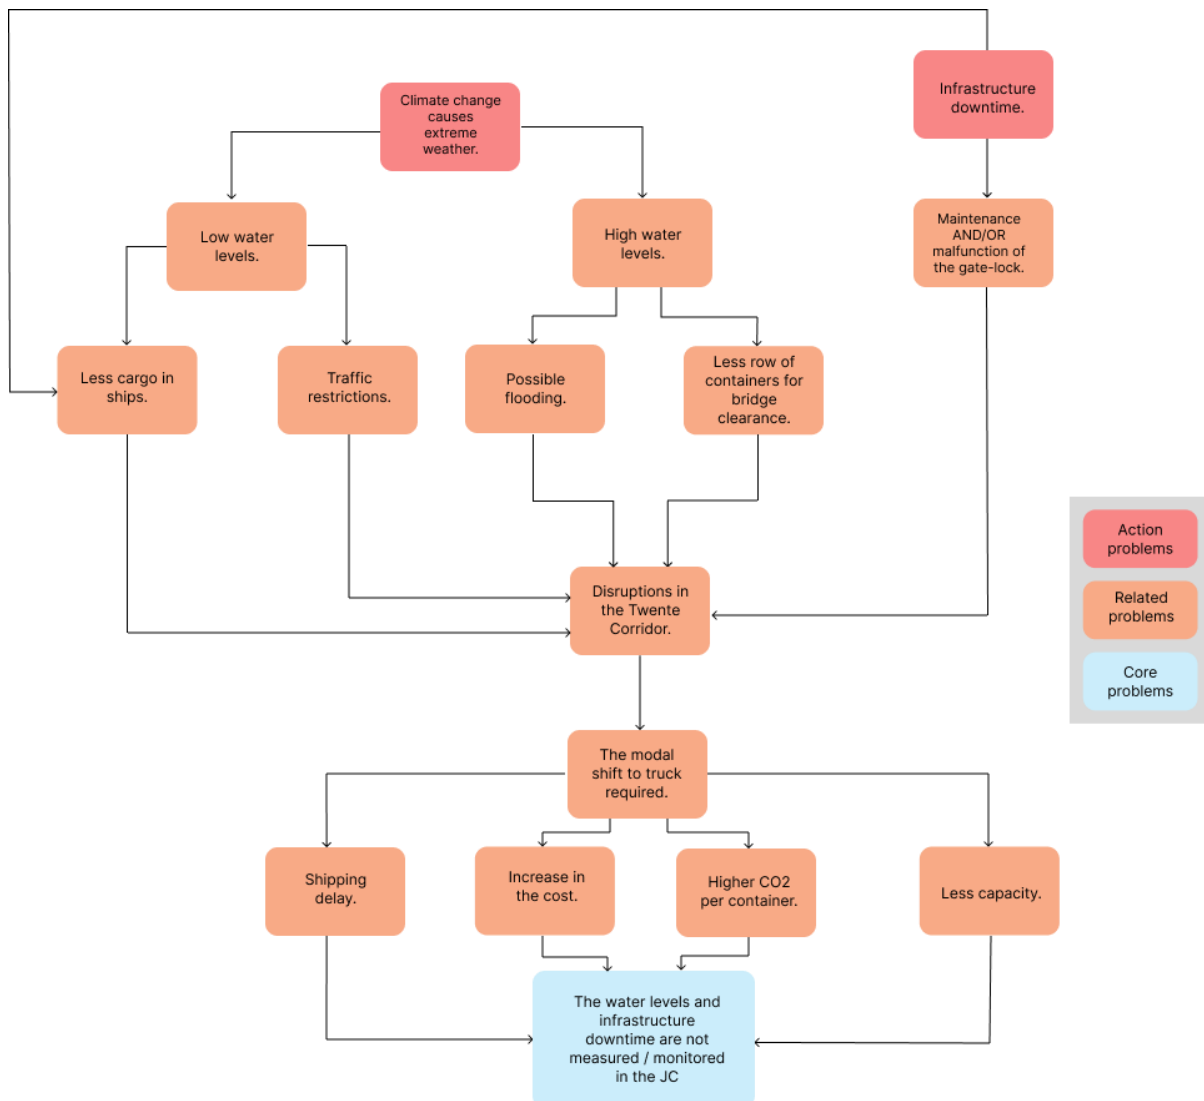 Infrastructure
downtime.
Climate change
causes
extreme
weather.
Low water
levels.
High water
levels.
Maintenance
AND/OR
malfunction of
the gate-lock.
Less cargo in
ships.
Traffic
restrictions.
Possible
flooding.
Less row of
containers for
bridge
clearance.
Action
problems
Related
problems
Core
problems
Disruptions in
the Twente
Corridor.
The modal
shift to truck
required.
Shipping
delay.
Increase in
the cost.
Higher CO2
per container.
Less capacity.
The water levels and
infrastructure
downtime are not
measured / monitored
in the JC